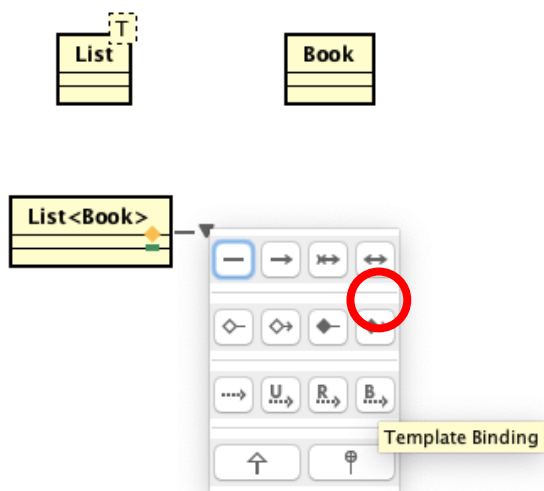 T
List
Book
List<Book>
U
R
B
Template Binding